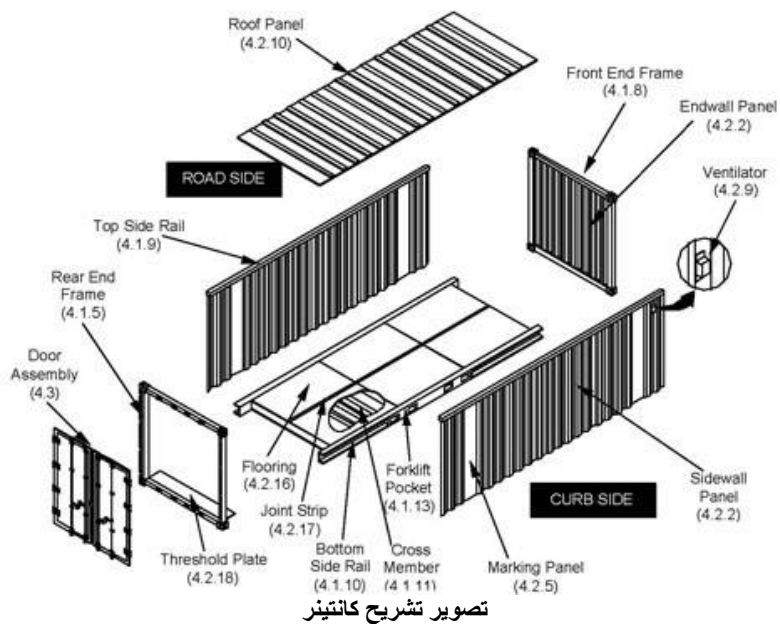 Roof Panel
(4.2.10)
Front End Frame
(4.1.8)
Endwall Panel
(4.2.2)
Ventilator
(4.2.9)
ROAD SIDE
Top Side Rail
(4.1.9)
Rear End
Frame
(4.1.5)
Door
Assembly
(4.3)
Flooring
(4.2.16)
Joint Strip
(4.2.17)
Forklift
Pocket
(4.1.13)
CURB SIDE
Sidewall
Panel
(4.2.2)
Threshold Plate
(4.2.18)
Bottom
Side Rail
(4.1.10)
Cross
Member
(4.1.11)
Marking Panel
(4.2.5)
تصویر تشریح کانتینر